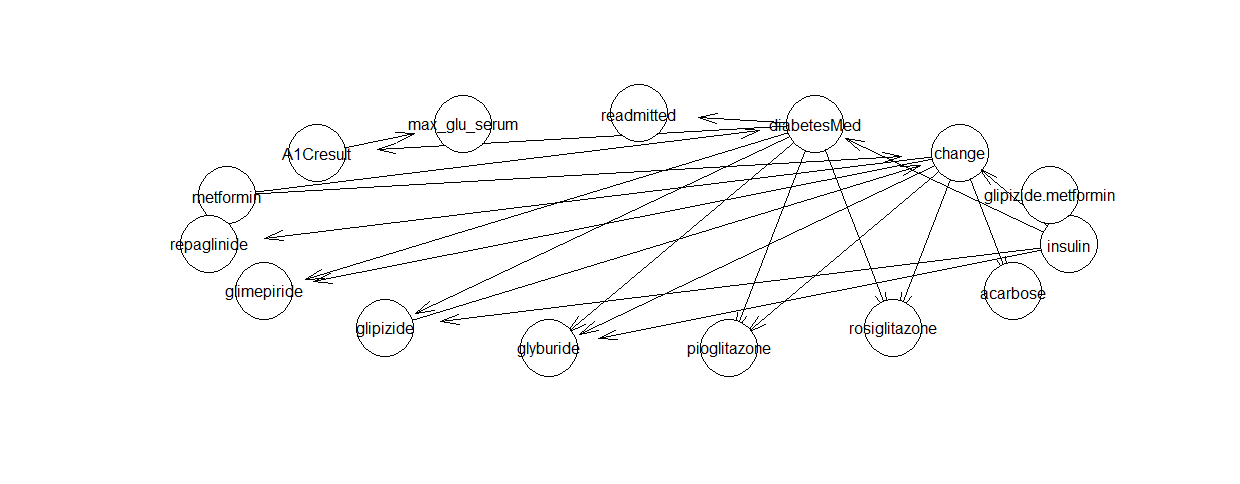 readmitted
max_glu_serum
diabetesMed
A1Cresult
change
metformin
glipizide.metformin
repaglinide
insulin
glimepiride
acarbose
glipizide
rosiglitazone
glyburide
pioglitazone